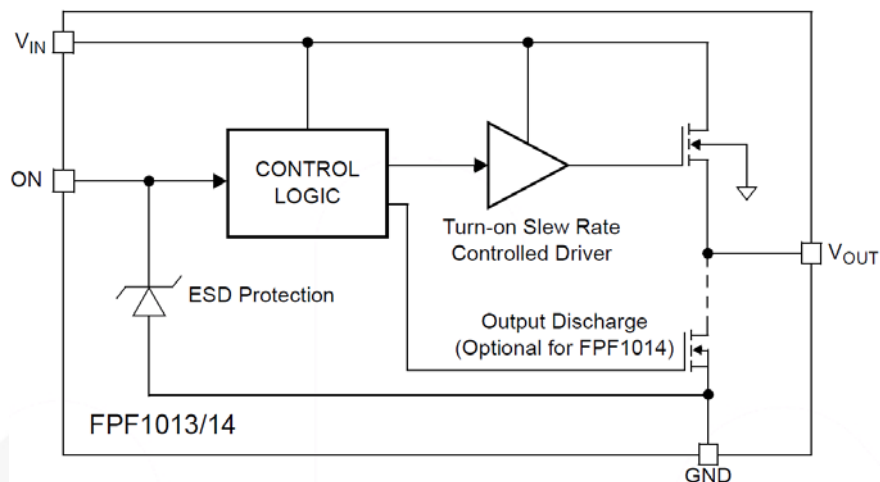 V_IN
ON
CONTROL
LOGIC
Turn-on Slew Rate
Controlled Driver
V_OUT
ESD Protection
Output Discharge
(Optional for FPF1014)
FPF1013/14
GND